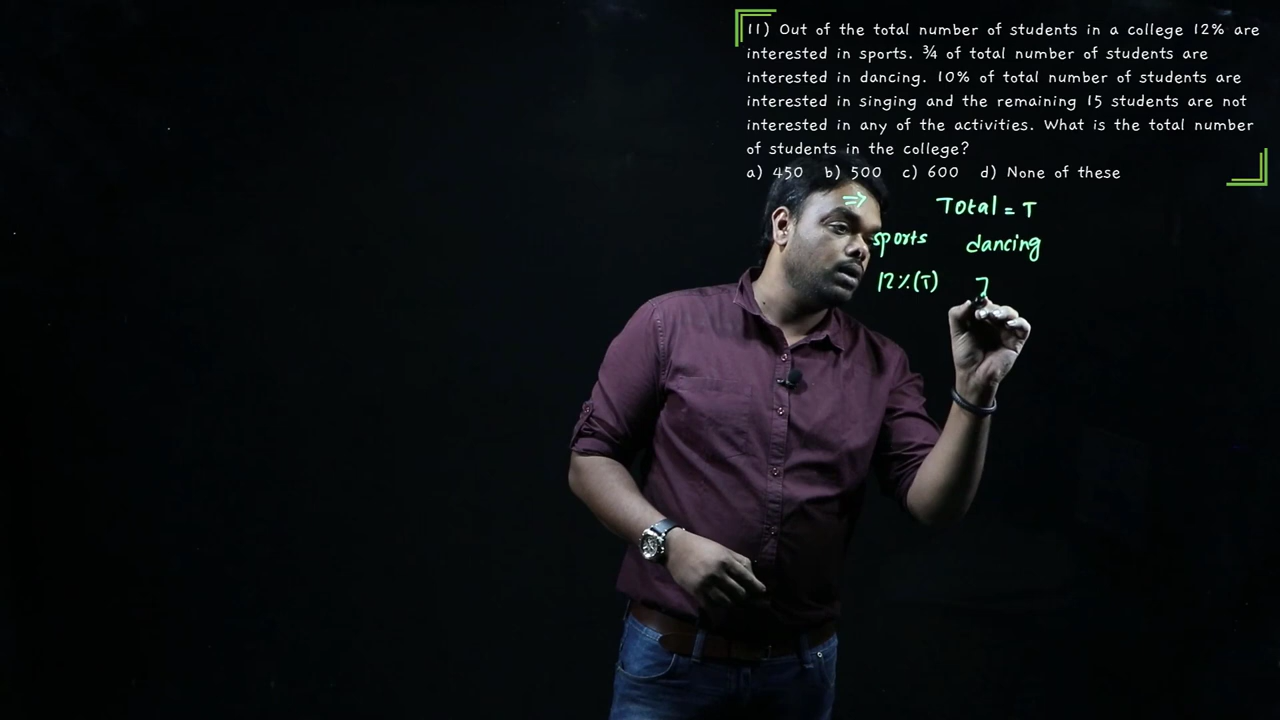 11) Out of the total number of students in a college 12% are
interested in sports. ¾ of total number of students are
interested in dancing. 10% of total number of students are
interested in singing and the remaining 15 students are not
interested in any of the activities. What is the total number
of students in the college?
a) 450 b) 500 c) 600 d) None of these
⇒ Total = T
sports dancing
12%(T)